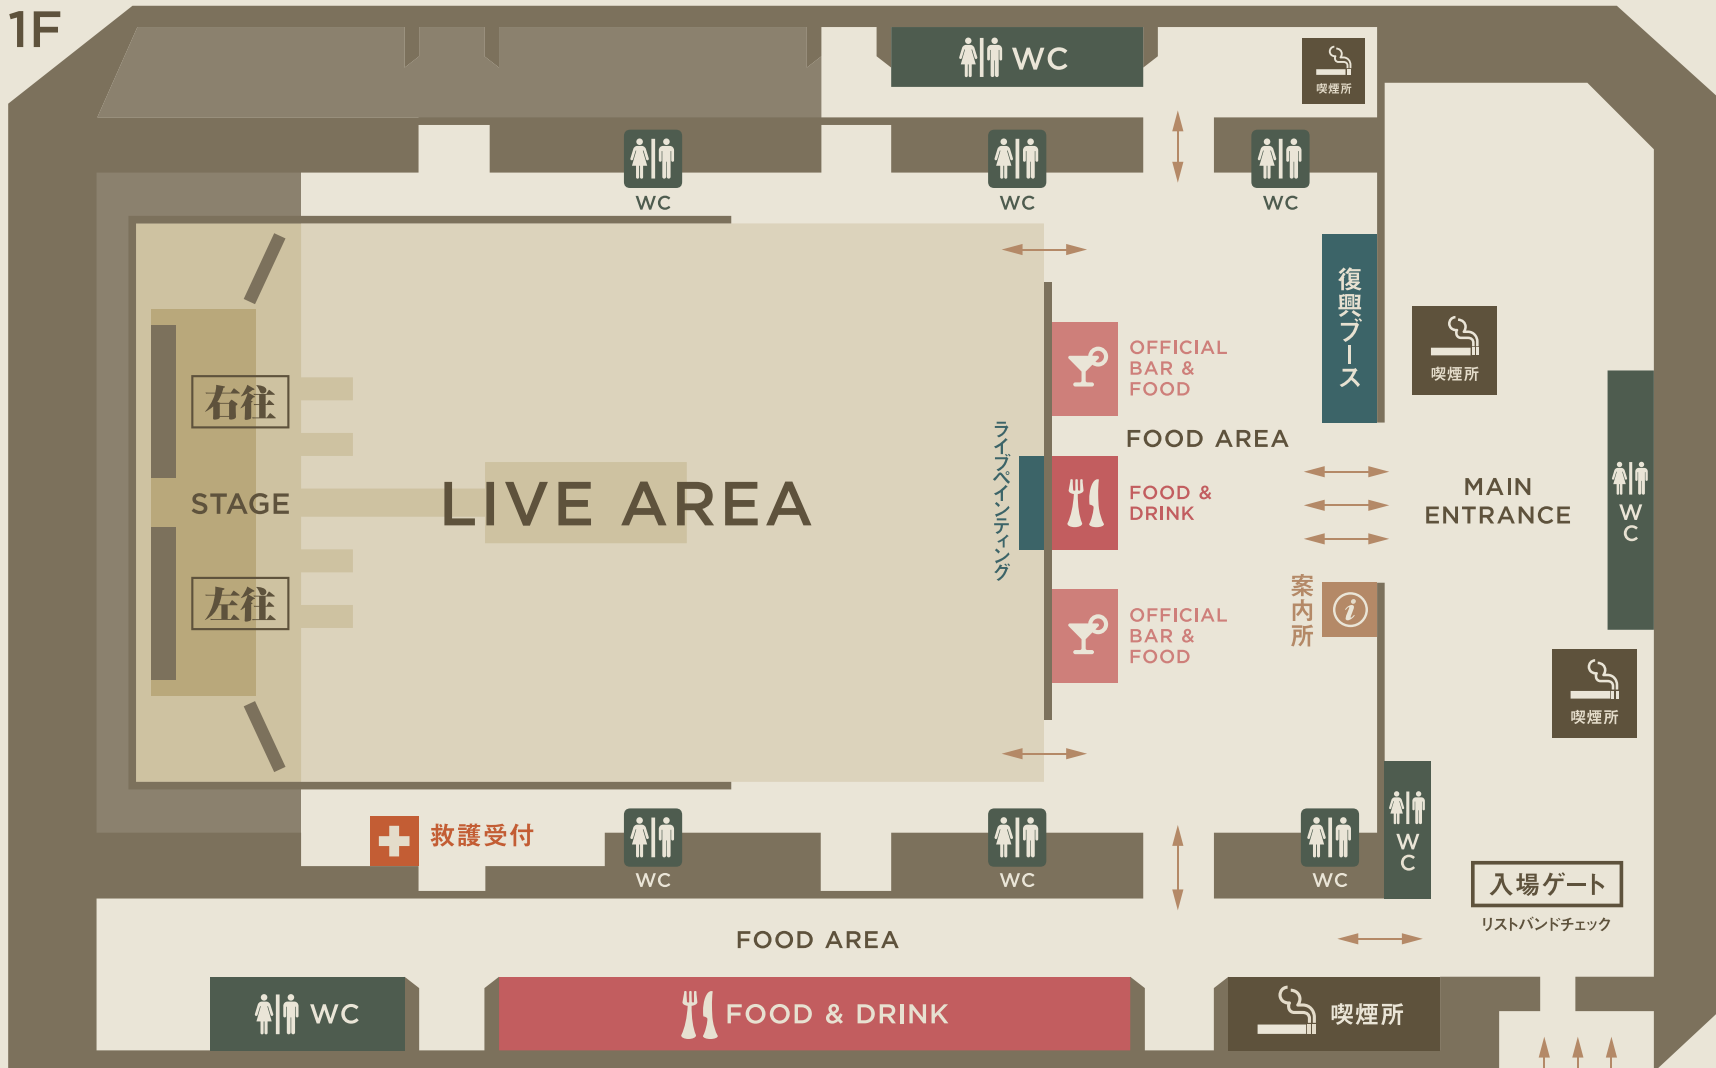 1F
WC
喫煙所
WC
WC
WC
復興ブース
OFFICIAL
BAR &
FOOD
喫煙所
右往
FOOD AREA
ライブペインティング
STAGE
LIVE AREA
FOOD &
DRINK
MAIN
ENTRANCE
WC
左往
案内所
OFFICIAL
BAR &
FOOD
喫煙所
救護受付
WC
WC
WC
WC
入場ゲート
リストバンドチェック
FOOD AREA
WC
FOOD & DRINK
喫煙所